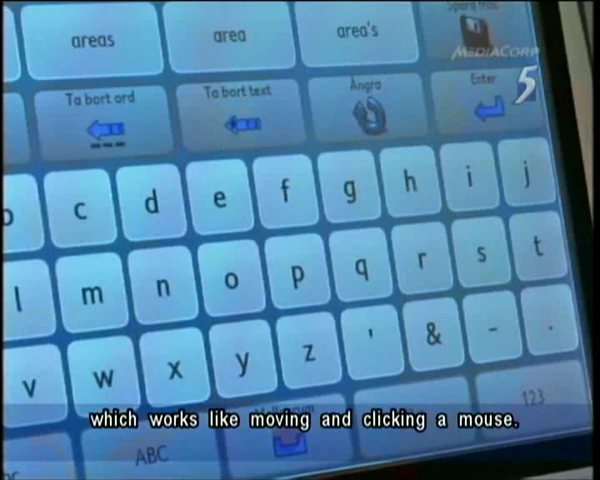 areas area area's
MEDIACORP
5
Ta bort ord Ta bort text Ångra Enter
c d e f g h i j
l m n o p q r s t
v w x y z ' & - .
which works like moving and clicking a mouse.
ABC 123